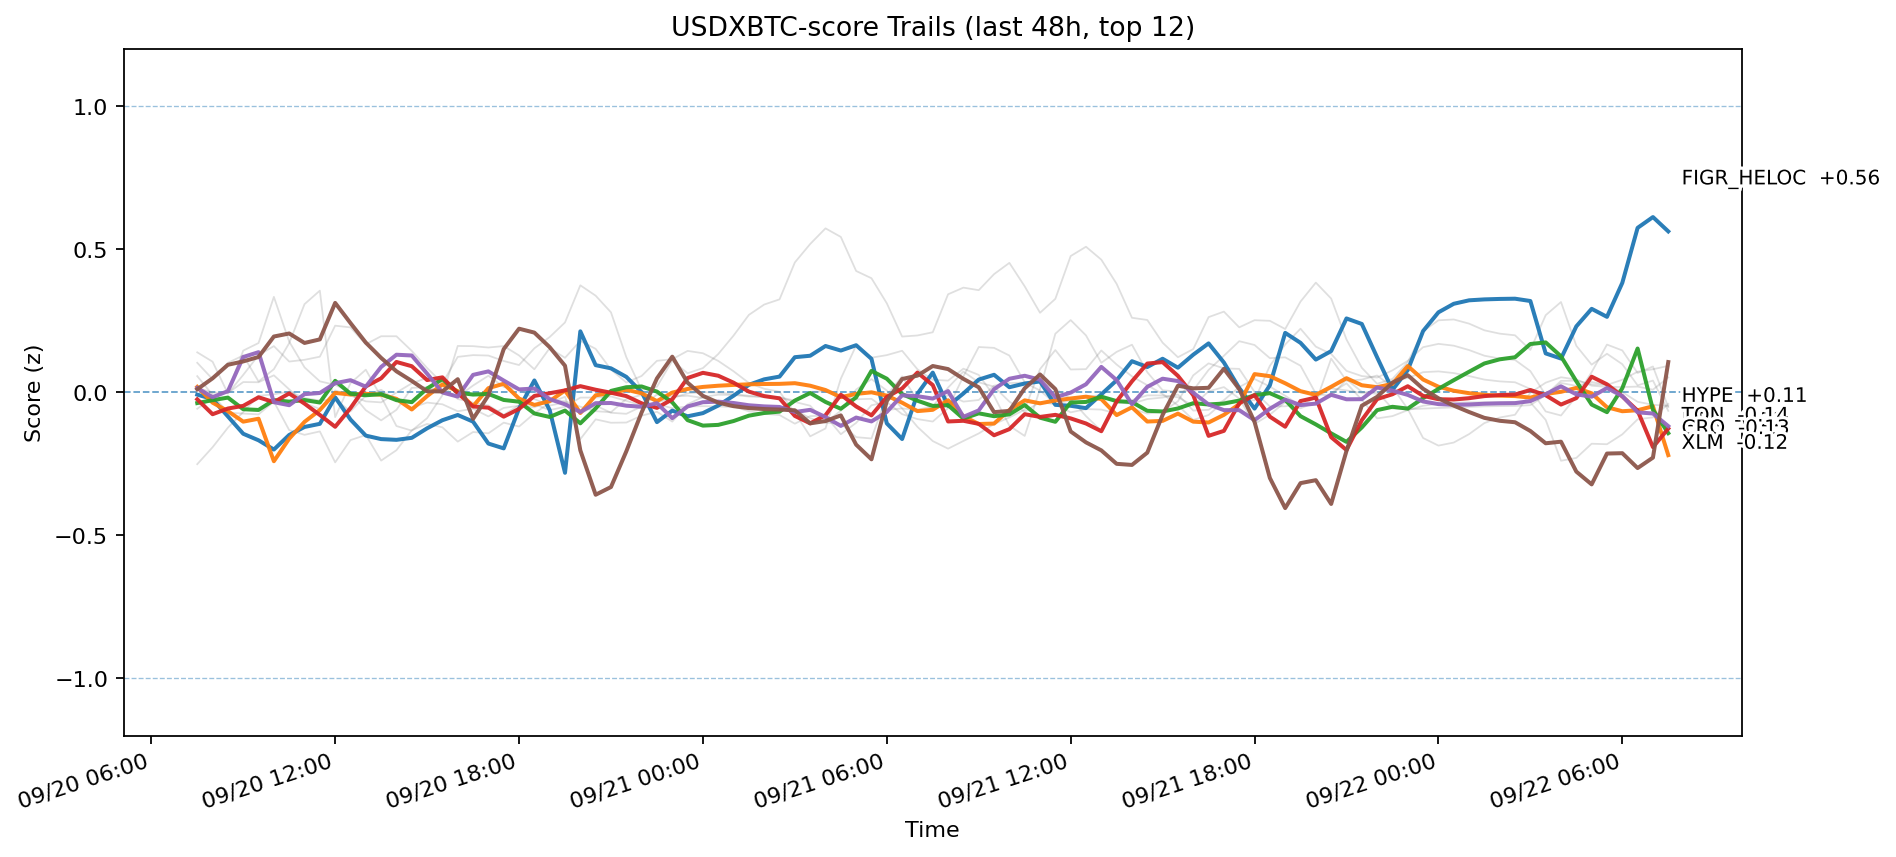 USDXBTC-score Trails (last 48h, top 12)
Score (z)
1.0
0.5
0.0
−0.5
−1.0
FIGR_HELOC +0.56
HYPE +0.11
TON -0.14
CRO -0.13
XLM -0.12
09/20 06:00
09/20 12:00
09/20 18:00
09/21 00:00
09/21 06:00
09/21 12:00
09/21 18:00
09/22 00:00
09/22 06:00
Time